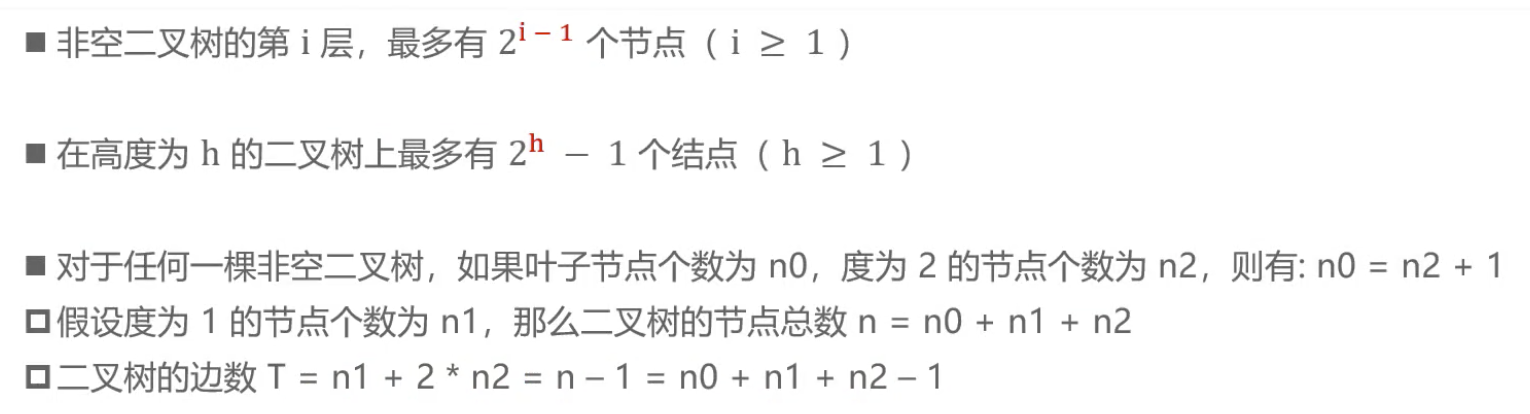 ■ 非空二叉树的第 i 层，最多有 2^{i－1} 个节点（ i ≥ 1 ）
■ 在高度为 h 的二叉树上最多有 2^{h} － 1 个结点（ h ≥ 1 ）
■ 对于任何一棵非空二叉树，如果叶子节点个数为 n0，度为 2 的节点个数为 n2，则有: n0 = n2 + 1
□ 假设度为 1 的节点个数为 n1，那么二叉树的节点总数 n = n0 + n1 + n2
□ 二叉树的边数 T = n1 + 2 * n2 = n – 1 = n0 + n1 + n2 – 1